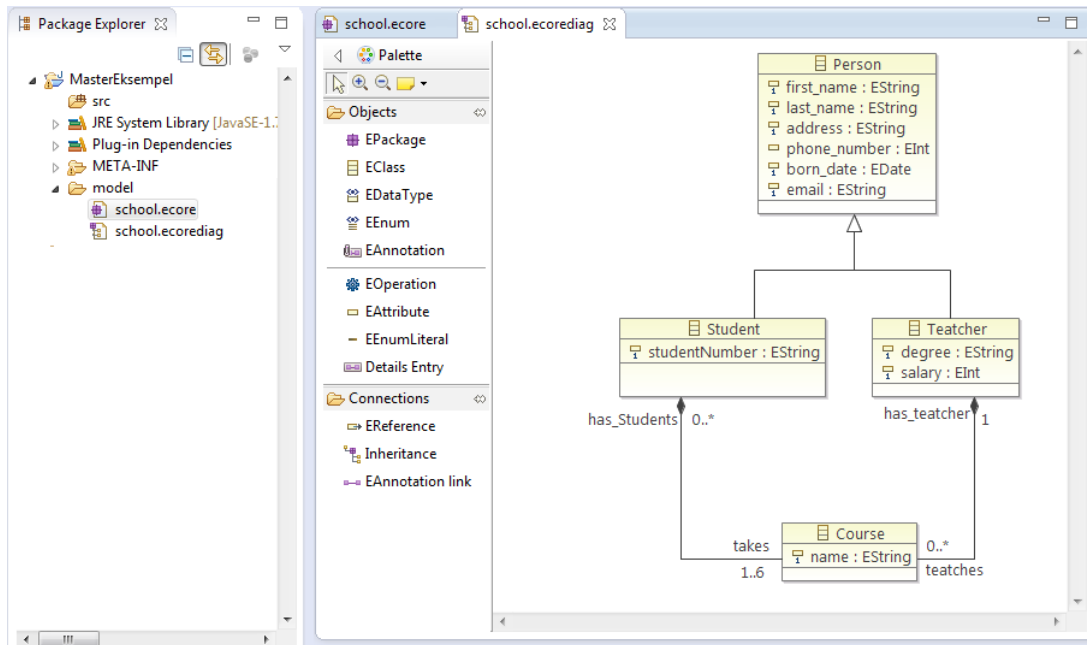 Package Explorer
MasterEksempel
src
JRE System Library [JavaSE-1.
Plug-in Dependencies
META-INF
model
school.ecore
school.ecorediag
school.ecore
school.ecorediag
Palette
Objects
EPackage
EClass
EDataType
EEnum
EAnnotation
EOperation
EAttribute
EEnumLiteral
Details Entry
Connections
EReference
Inheritance
EAnnotation link
Person
first_name : EString
last_name : EString
address : EString
phone_number : EInt
born_date : EDate
email : EString
Student
studentNumber : EString
Teatcher
degree : EString
salary : EInt
has_Students 0..*
has_teatcher 1
Course
name : EString
takes
1..6
0..*
teatches